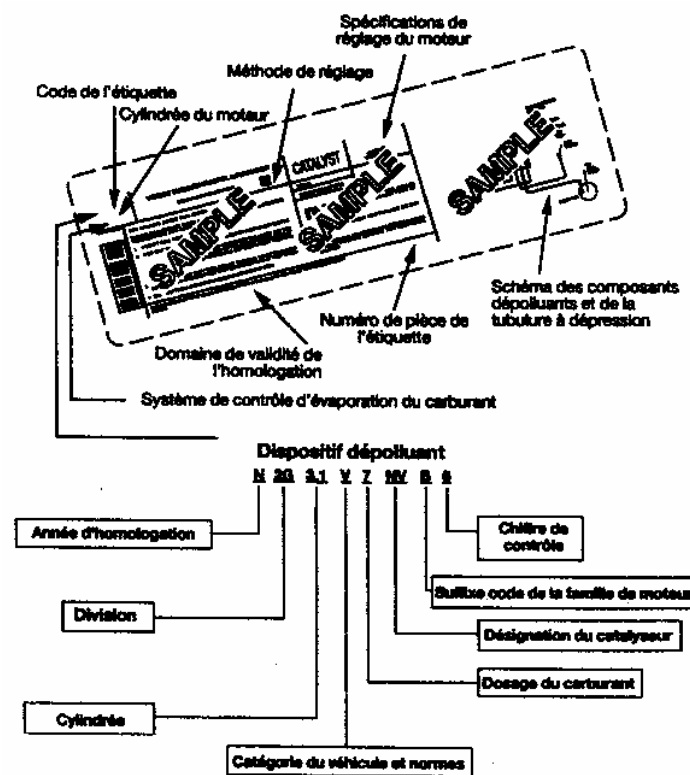 Spécifications de
réglage du moteur
Méthode de réglage
Code de l'étiquette
Cylindrée du moteur
CATALYST
SAMPLE
SAMPLE
SAMPLE
Schéma des composants
dépolluants et de la
tubulure à dépression
Numéro de pièce de
l'étiquette
Domaine de validité de
l'homologation
Système de contrôle d'évaporation du carburant
Dispositif dépolluant
N 2G 3.1 V 7 NV B 6
Année d'homologation
Chiffre de
contrôle
Suffixe code de la famille de moteur
Division
Désignation du catalyseur
Dosage du carburant
Cylindrée
Catégorie du véhicule et normes